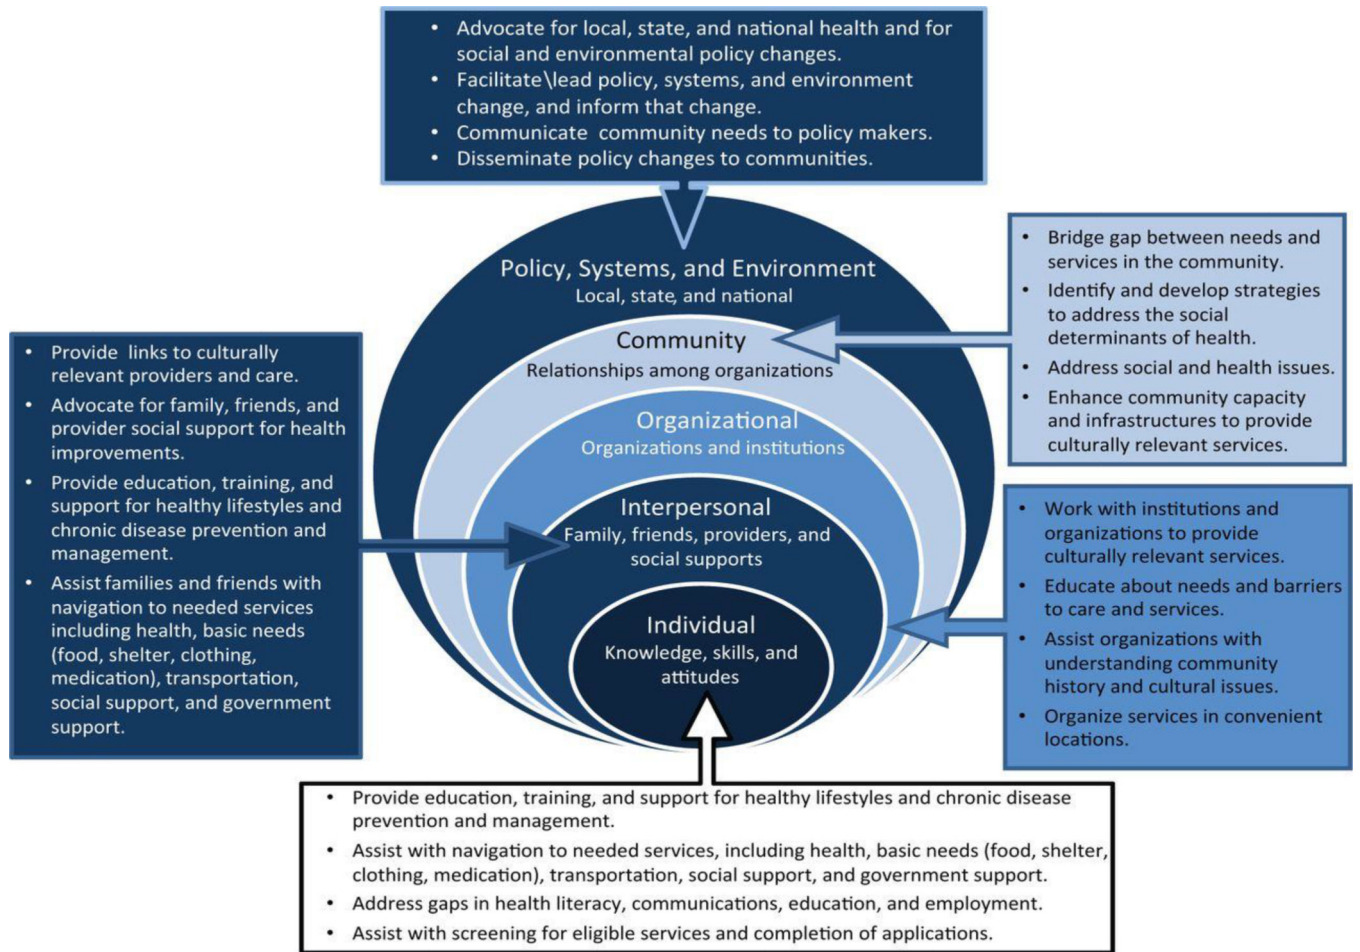 • Advocate for local, state, and national health and for
social and environmental policy changes.
• Facilitate\lead policy, systems, and environment
change, and inform that change.
• Communicate community needs to policy makers.
• Disseminate policy changes to communities.
Policy, Systems, and Environment
Local, state, and national
Community
Relationships among organizations
Organizational
Organizations and institutions
Interpersonal
Family, friends, providers, and
social supports
Individual
Knowledge, skills, and
attitudes
• Bridge gap between needs and
services in the community.
• Identify and develop strategies
to address the social
determinants of health.
• Address social and health issues.
• Enhance community capacity
and infrastructures to provide
culturally relevant services.
• Provide links to culturally
relevant providers and care.
• Advocate for family, friends, and
provider social support for health
improvements.
• Provide education, training, and
support for healthy lifestyles and
chronic disease prevention and
management.
• Assist families and friends with
navigation to needed services
including health, basic needs
(food, shelter, clothing,
medication), transportation,
social support, and government
support.
• Work with institutions and
organizations to provide
culturally relevant services.
• Educate about needs and barriers
to care and services.
• Assist organizations with
understanding community
history and cultural issues.
• Organize services in convenient
locations.
• Provide education, training, and support for healthy lifestyles and chronic disease
prevention and management.
• Assist with navigation to needed services, including health, basic needs (food, shelter,
clothing, medication), transportation, social support, and government support.
• Address gaps in health literacy, communications, education, and employment.
• Assist with screening for eligible services and completion of applications.